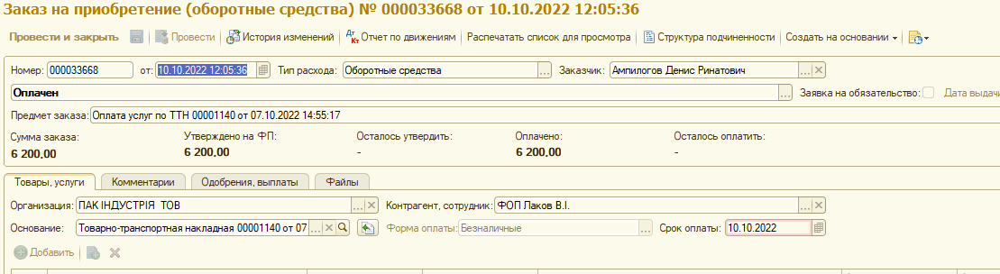 Заказ на приобретение (оборотные средства) № 000033668 от 10.10.2022 12:05:36
Провести и закрыть Провести История изменений Дт Кт Отчет по движениям Распечатать список для просмотра Структура подчиненности Создать на основании
Номер: 000033668 от: 10.10.2022 12:05:36 Тип расхода: Оборотные средства ... Заказчик: Ампилогов Денис Ринатович ...
Оплачен ... Заявка на обязательство: Дата выдачи
Предмет заказа: Оплата услуг по ТТН 00001140 от 07.10.2022 14:55:17
Сумма заказа: Утверждено на ФП: Осталось утвердить: Оплачено: Осталось оплатить:
6 200,00 6 200,00 - 6 200,00 -
Товары, услуги Комментарии Одобрения, выплаты Файлы
Организация: ПАК ІНДУСТРІЯ ТОВ ... Контрагент, сотрудник: ФОП Лаков В.І. ...
Основание: Товарно-транспортная накладная 00001140 от 07 ... Форма оплаты: Безналичные ... Срок оплаты: 10.10.2022
Добавить